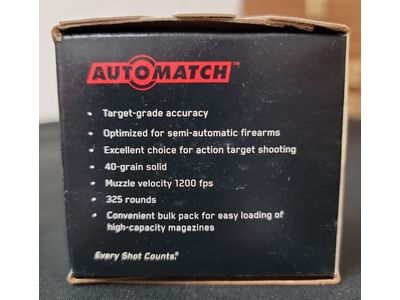 AUTOMATCH™
• Target-grade accuracy
• Optimized for semi-automatic firearms
• Excellent choice for action target shooting
• 40-grain solid
• Muzzle velocity 1200 fps
• 325 rounds
• Convenient bulk pack for easy loading of
high-capacity magazines
Every Shot Counts.®